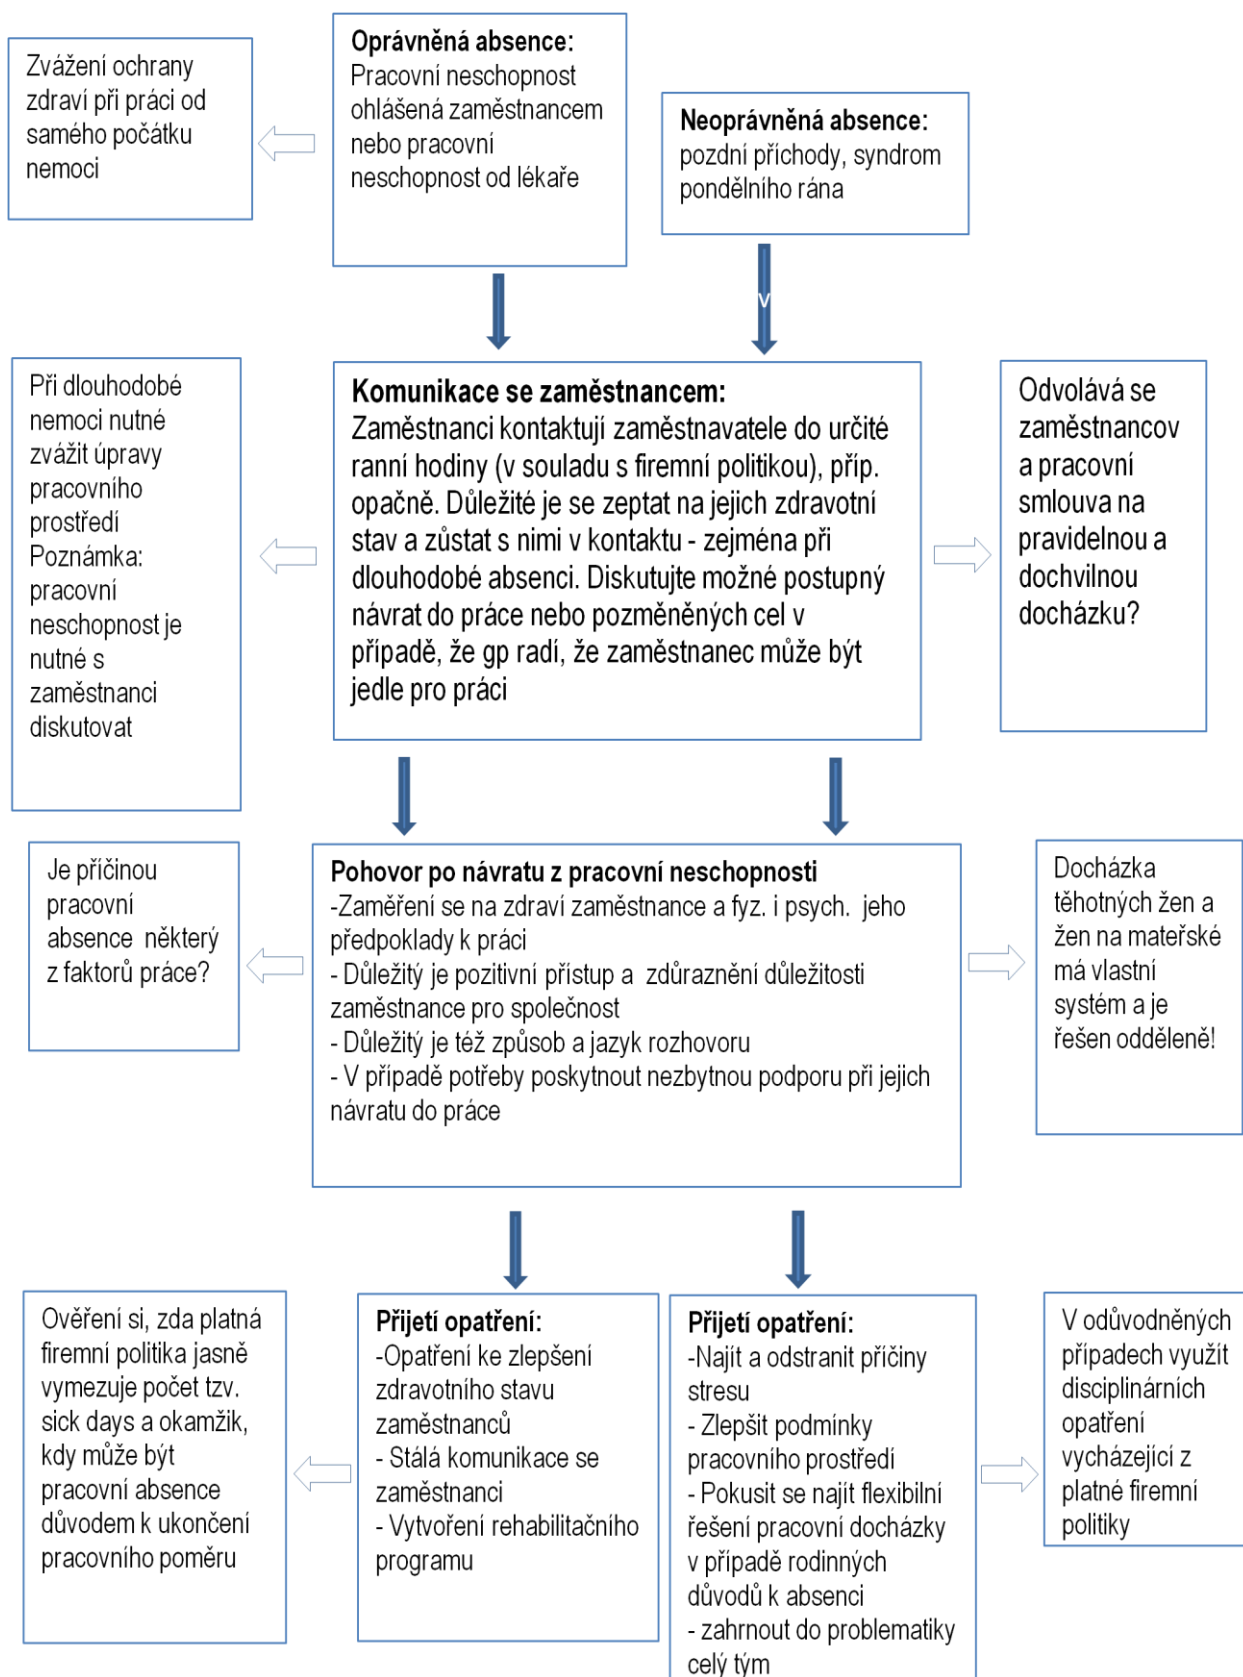 Zvážení ochrany
zdraví při práci od
samého počátku
nemoci
Oprávněná absence:
Pracovní neschopnost
ohlášená zaměstnancem
nebo pracovní
neschopnost od lékaře
Neoprávněná absence:
pozdní příchody, syndrom
pondělního rána
v
Při dlouhodobé
nemoci nutné
zvážit úpravy
pracovního
prostředí
Poznámka:
pracovní
neschopnost je
nutné s
zaměstnanci
diskutovat
Komunikace se zaměstnancem:
Zaměstnanci kontaktují zaměstnavatele do určité
ranní hodiny (v souladu s firemní politikou), příp.
opačně. Důležité je se zeptat na jejich zdravotní
stav a zůstat s nimi v kontaktu - zejména při
dlouhodobé absenci. Diskutujte možné postupný
návrat do práce nebo pozměněných cel v
případě, že gp radí, že zaměstnanec může být
jedle pro práci
Odvolává se
zaměstnancov
a pracovní
smlouva na
pravidelnou a
dochvilnou
docházku?
Je příčinou
pracovní
absence některý
z faktorů práce?
Pohovor po návratu z pracovní neschopnosti
-Zaměření se na zdraví zaměstnance a fyz. i psych. jeho
předpoklady k práci
- Důležitý je pozitivní přístup a zdůraznění důležitosti
zaměstnance pro společnost
- Důležitý je též způsob a jazyk rozhovoru
- V případě potřeby poskytnout nezbytnou podporu při jejich
návratu do práce
Docházka
těhotných žen a
žen na mateřské
má vlastní
systém a je
řešen odděleně!
Ověření si, zda platná
firemní politika jasně
vymezuje počet tzv.
sick days a okamžik,
kdy může být
pracovní absence
důvodem k ukončení
pracovního poměru
Přijetí opatření:
-Opatření ke zlepšení
zdravotního stavu
zaměstnanců
- Stálá komunikace se
zaměstnanci
- Vytvoření rehabilitačního
programu
Přijetí opatření:
-Najít a odstranit příčiny
stresu
- Zlepšit podmínky
pracovního prostředí
- Pokusit se najít flexibilní
řešení pracovní docházky
v případě rodinných
důvodů k absenci
- zahrnout do problematiky
celý tým
V odůvodněných
případech využít
disciplinárních
opatření
vycházející z
platné firemní
politiky